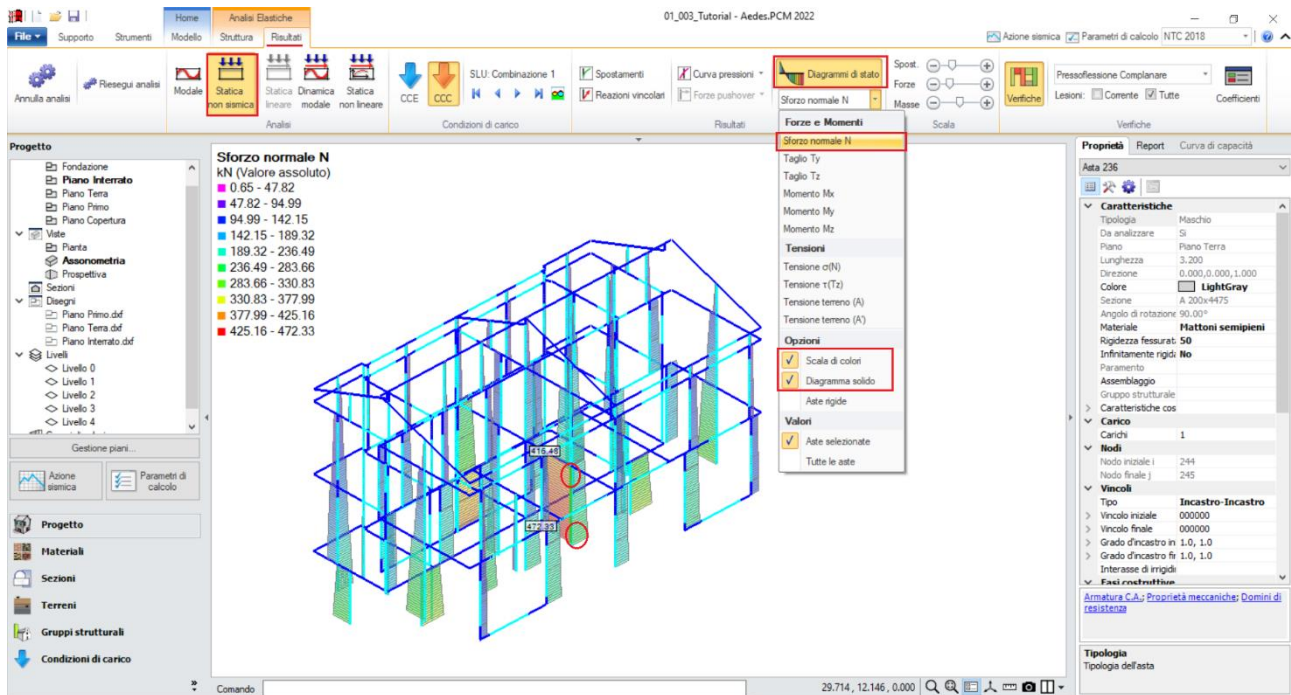 01_003_Tutorial - Aedes.PCM 2022
Home
Analisi Elastiche
File
Supporto
Strumenti
Modello
Struttura
Risultati
Azione sismica
Parametri di calcolo
NTC 2018
Annulla analisi
Riesegui analisi
Modale
Statica non sismica
Statica lineare
Dinamica modale
Statica non lineare
Analisi
CCE
CCC
SLU: Combinazione 1
Condizioni di carico
Spostamenti
Reazioni vincolari
Curva pressioni
Forze pushover
Diagrammi di stato
Sforzo normale N
Risultati
Spost.
Forze
Masse
Scala
Verifiche
Pressoflessione Complanare
Lesioni:
Corrente
Tutte
Coefficienti
Verifiche
Progetto
Fondazione
Piano Interrato
Piano Terra
Piano Primo
Piano Copertura
Viste
Pianta
Assonometria
Prospettiva
Sezioni
Disegni
Piano Primo.dxf
Piano Terra.dxf
Piano Interrato.dxf
Livelli
Livello 0
Livello 1
Livello 2
Livello 3
Livello 4
Gestione piani...
Azione sismica
Parametri di calcolo
Progetto
Materiali
Sezioni
Terreni
Gruppi strutturali
Condizioni di carico
Sforzo normale N
kN (Valore assoluto)
0.65 - 47.82
47.82 - 94.99
94.99 - 142.15
142.15 - 189.32
189.32 - 236.49
236.49 - 283.66
283.66 - 330.83
330.83 - 377.99
377.99 - 425.16
425.16 - 472.33
416.46
472.33
Forze e Momenti
Sforzo normale N
Taglio Ty
Taglio Tz
Momento Mx
Momento My
Momento Mz
Tensioni
Tensione σ(N)
Tensione τ(Tz)
Tensione terreno (A)
Tensione terreno (A')
Opzioni
Scala di colori
Diagramma solido
Aste rigide
Valori
Aste selezionate
Tutte le aste
Comando
29.714, 12.146, 0.000
Proprietà
Report
Curva di capacità
Asta 236
Caratteristiche
Tipologia Maschio
Da analizzare Sì
Piano Piano Terra
Lunghezza 3.200
Direzione 0.000,0.000,1.000
Colore LightGray
Sezione A 200x4475
Angolo di rotazione 90.00°
Materiale Mattoni semipieni
Rigidezza fessurat. 50
Infinitamente rigida No
Paramento
Assemblaggio
Gruppo strutturale
Caratteristiche cos
Carico
Carichi 1
Nodi
Nodo iniziale i 244
Nodo finale j 245
Vincoli
Tipo Incastro-Incastro
Vincolo iniziale 000000
Vincolo finale 000000
Grado d'incastro in 1.0, 1.0
Grado d'incastro fir 1.0, 1.0
Interasse di irrigidi
Fasi costruttive
Armatura C.A.; Proprietà meccaniche; Domini di
resistenza
Tipologia
Tipologia dell'asta